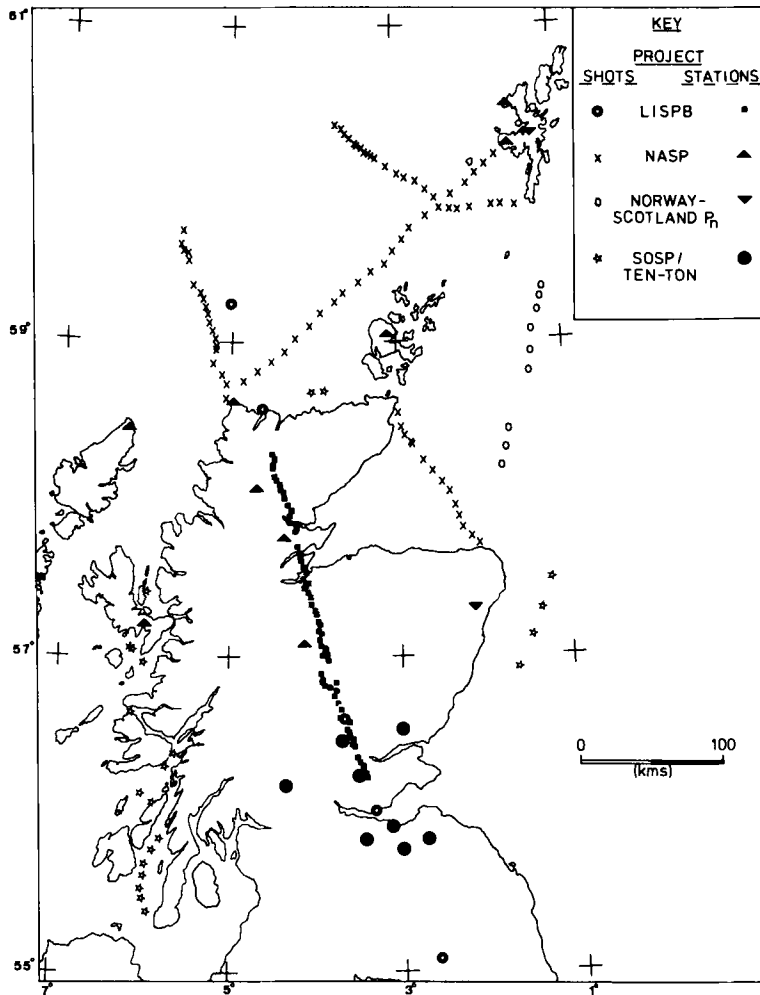 61°
KEY
PROJECT
SHOTS STATIONS
LISPB
NASP
NORWAY-
SCOTLAND Pn
SOSP/
TEN-TON
59°
57°
0 100
(kms)
55°
7° 5° 3° 1°